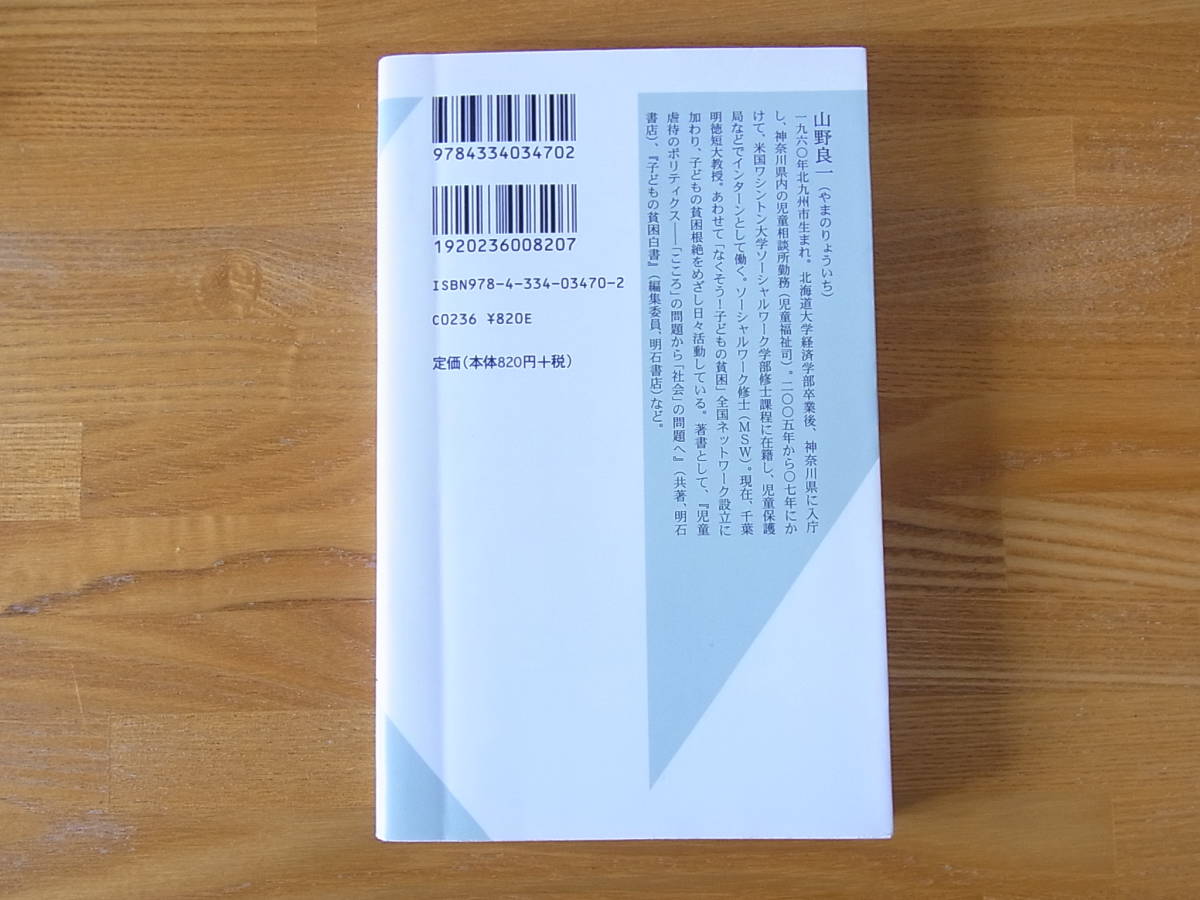 9784334034702
1920236008207
ISBN978-4-334-03470-2
C0236 ¥820E
定価（本体820円＋税）
山野良一（やまのりょういち）
一九六〇年北九州市生まれ。北海道大学経済学部卒業後、神奈川県に入庁
し、神奈川県内の児童相談所勤務（児童福祉司）。二〇〇五年から〇七年にか
けて、米国ワシントン大学ソーシャルワーク学部修士課程に在籍し、児童保護
局などでインターンとして働く。ソーシャルワーク修士（MSW）。現在、千葉
明徳短大教授。あわせて「なくそう！子どもの貧困」全国ネットワーク設立に
加わり、子どもの貧困根絶をめざし日々活動している。著書として、『児童
虐待のポリティクス――「こころ」の問題から「社会」の問題へ』（共著、明石
書店）、『子どもの貧困白書』（編集委員、明石書店）など。